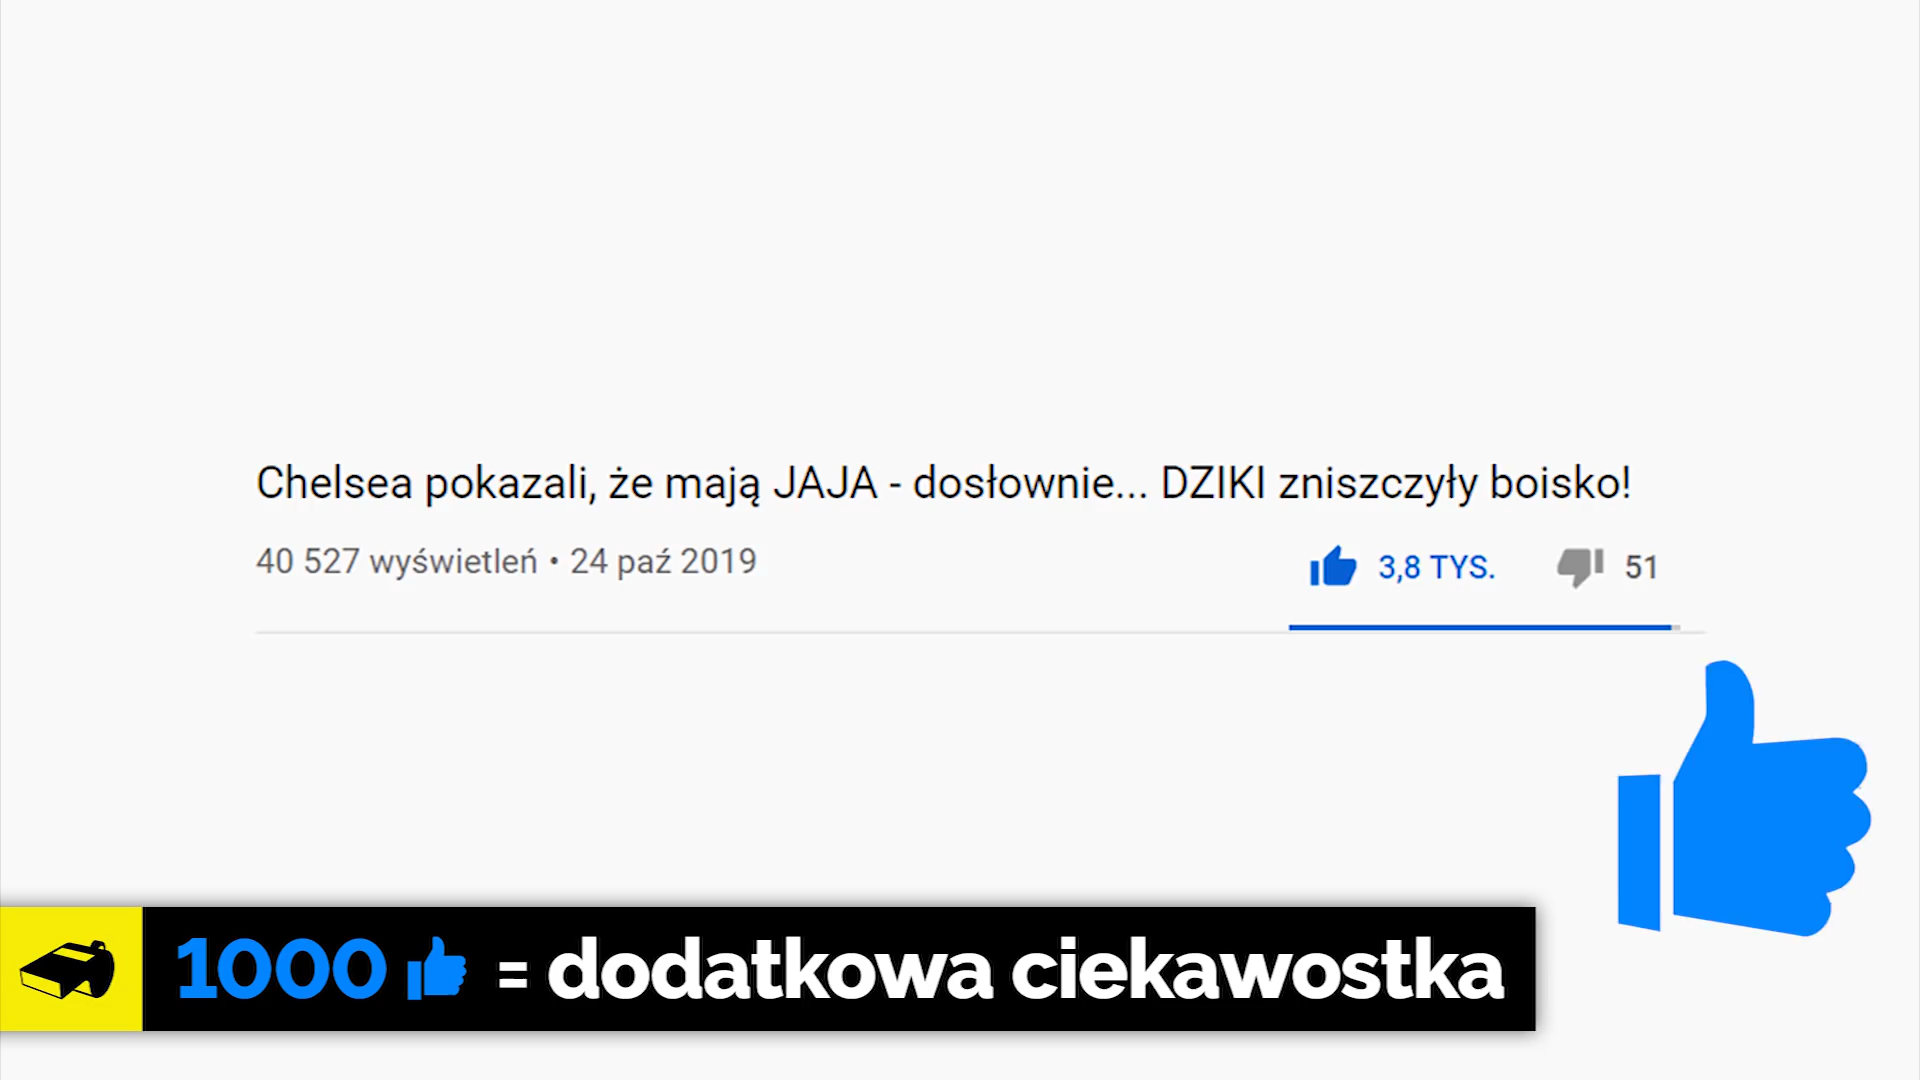 Chelsea pokazali, że mają JAJA - dosłownie... DZIKI zniszczyły boisko!
40 527 wyświetleń • 24 paź 2019 3,8 TYS. 51
1000 = dodatkowa ciekawostka